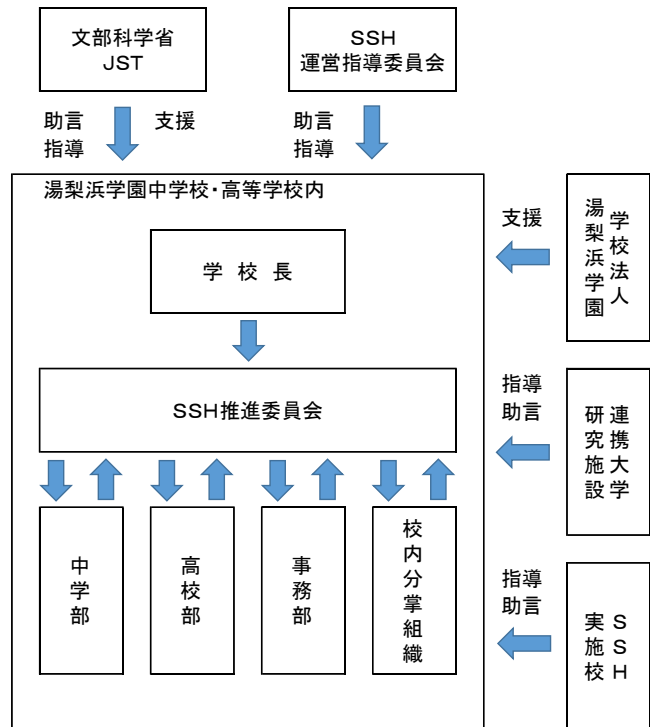 文部科学省
JST
SSH
運営指導委員会
助言
指導
支援
助言
指導
湯梨浜学園中学校・高等学校内
学校長
SSH推進委員会
中学部
高校部
事務部
校内分掌組織
支援
学校法人
湯梨浜学園
指導
助言
連携大学
研究施設
指導
助言
SSH
実施校